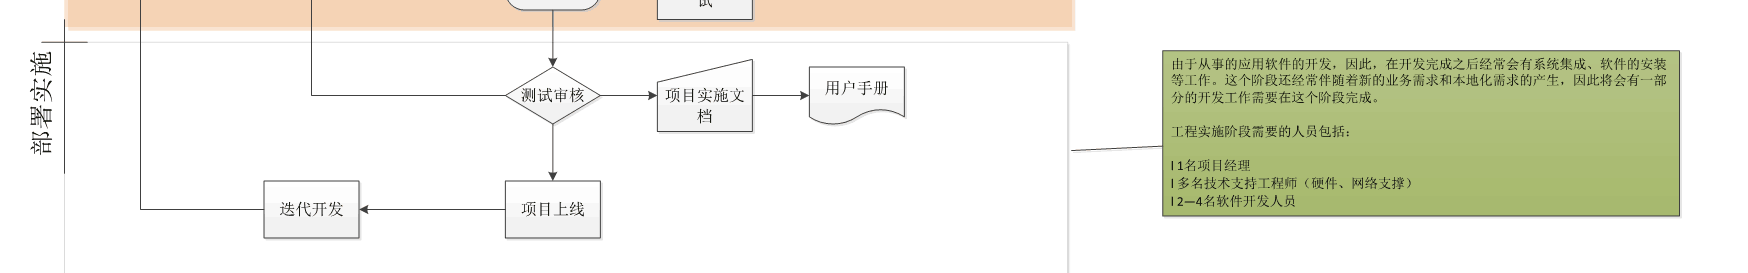 试
部署实施
测试审核
项目实施文
档
用户手册
迭代开发
项目上线
由于从事的应用软件的开发，因此，在开发完成之后经常会有系统集成、软件的安装
等工作。这个阶段还经常伴随着新的业务需求和本地化需求的产生，因此将会有一部
分的开发工作需要在这个阶段完成。
工程实施阶段需要的人员包括：
l 1名项目经理
l 多名技术支持工程师（硬件、网络支撑）
l 2—4名软件开发人员